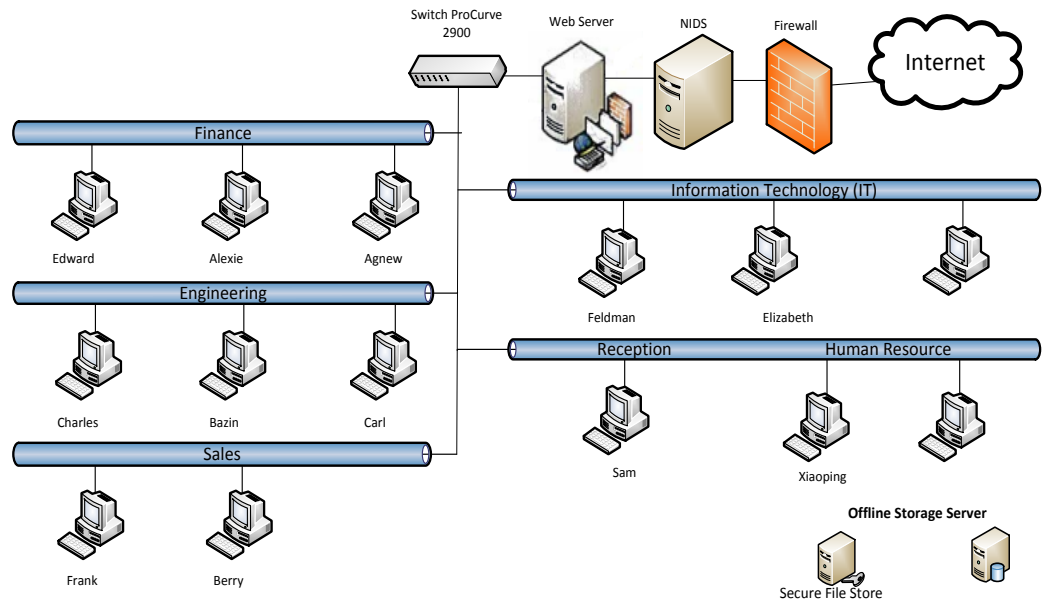 Switch ProCurve
2900
Web Server
NIDS
Firewall
Internet
Finance
Edward
Alexie
Agnew
Information Technology (IT)
Feldman
Elizabeth
Engineering
Charles
Bazin
Carl
Reception
Human Resource
Sam
Xiaoping
Sales
Frank
Berry
Offline Storage Server
Secure File Store